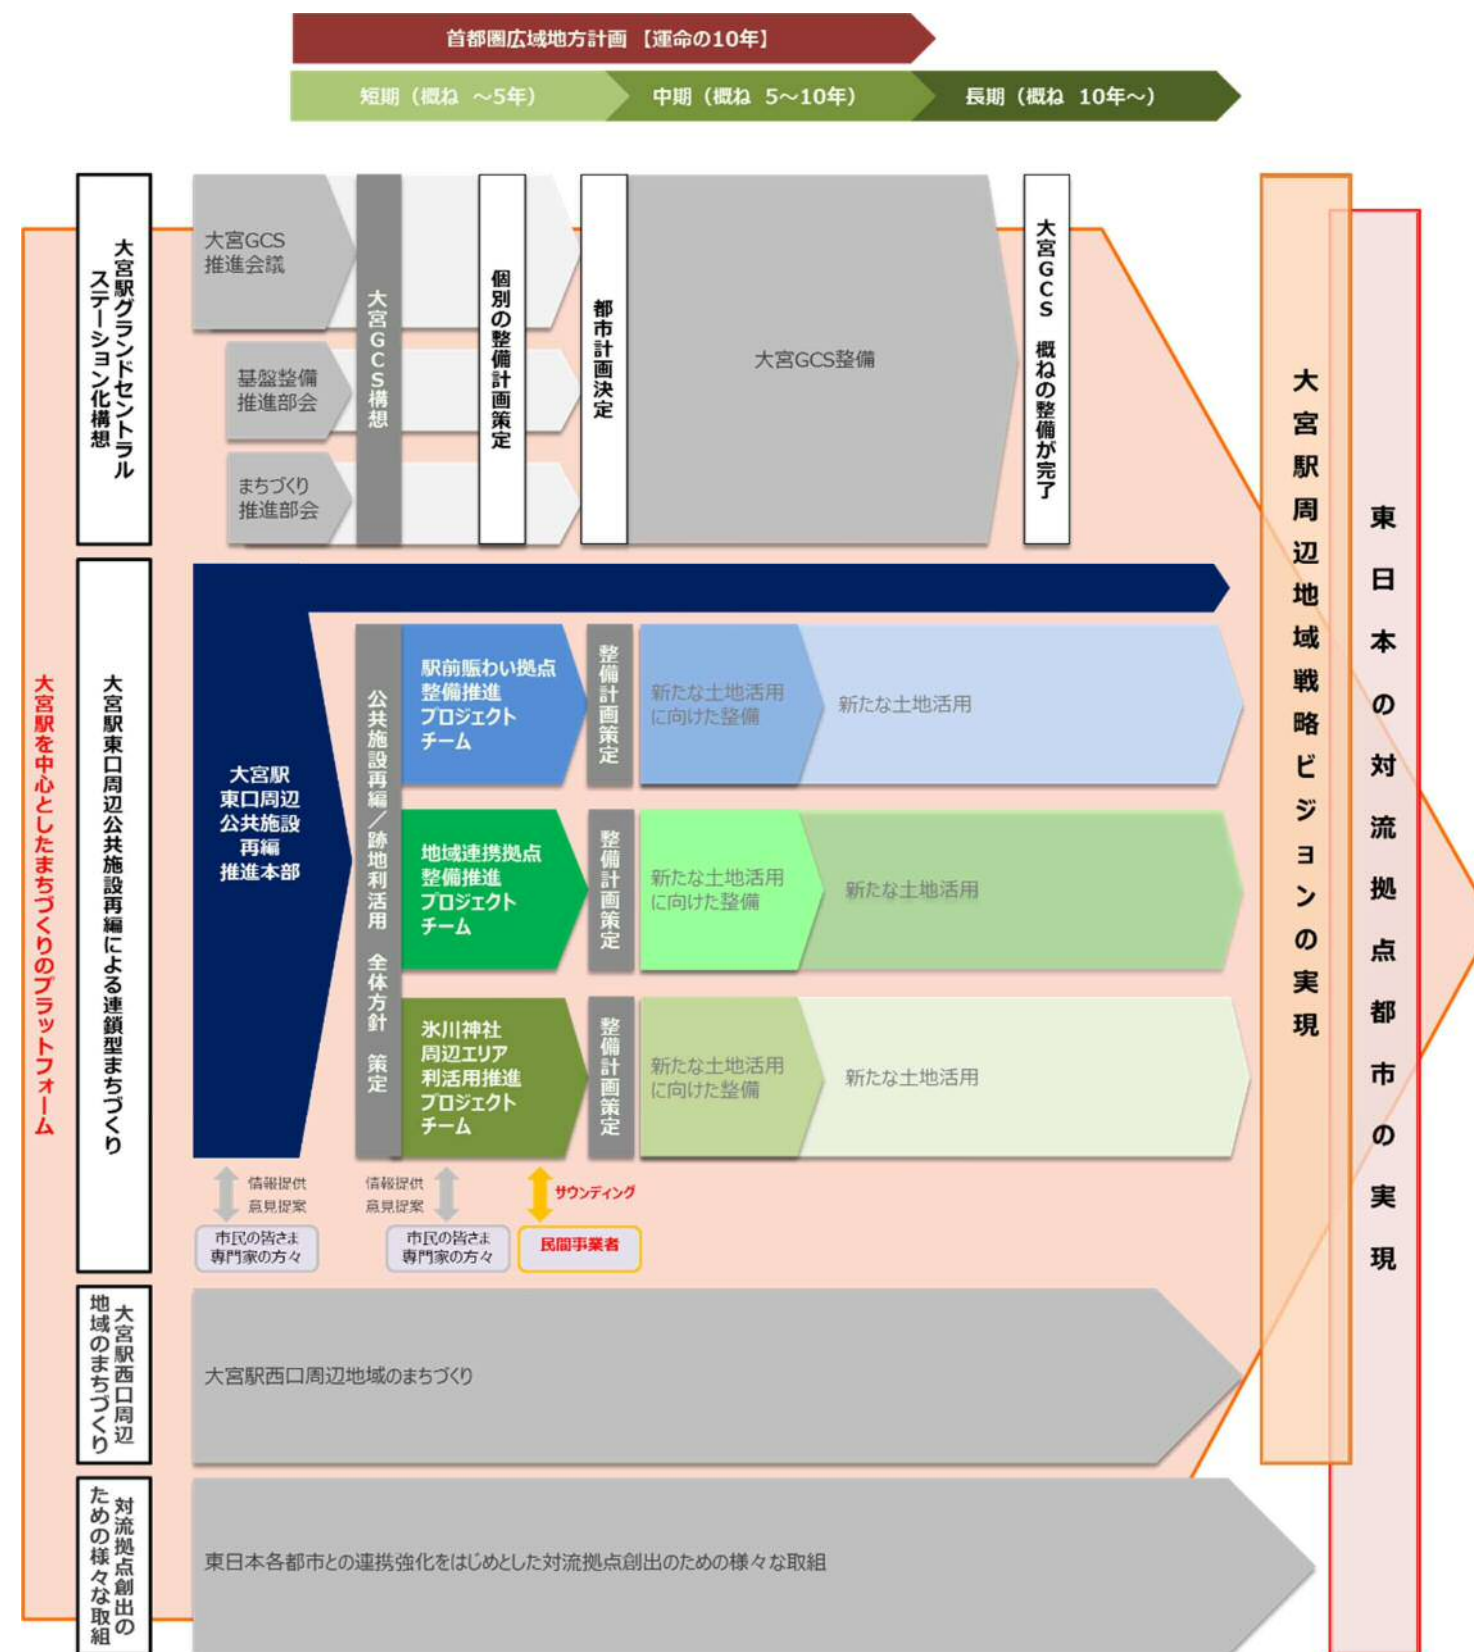 首都圏広域地方計画 【運命の10年】
短期（概ね ～5年）
中期（概ね 5～10年）
長期（概ね 10年～）
大宮駅を中心としたまちづくりのプラットフォーム
大宮駅グランドセントラル
ステーション化構想
大宮GCS
推進会議
基盤整備
推進部会
まちづくり
推進部会
大宮GCS構想
個別の整備計画策定
都市計画決定
大宮GCS整備
大宮GCS 概ねの整備が完了
大宮駅東口周辺公共施設再編による連鎖型まちづくり
大宮駅
東口周辺
公共施設
再編
推進本部
公共施設再編／跡地利活用 全体方針 策定
駅前賑わい拠点
整備推進
プロジェクト
チーム
整備計画策定
新たな土地活用
に向けた整備
新たな土地活用
地域連携拠点
整備推進
プロジェクト
チーム
整備計画策定
新たな土地活用
に向けた整備
新たな土地活用
氷川神社
周辺エリア
利活用推進
プロジェクト
チーム
整備計画策定
新たな土地活用
に向けた整備
新たな土地活用
情報提供
意見提案
市民の皆さま
専門家の方々
情報提供
意見提案
市民の皆さま
専門家の方々
サウンディング
民間事業者
大宮駅西口周辺
地域のまちづくり
大宮駅西口周辺地域のまちづくり
対流拠点創出の
ための様々な取組
東日本各都市との連携強化をはじめとした対流拠点創出のための様々な取組
大宮駅周辺地域戦略ビジョンの実現
東日本の対流拠点都市の実現